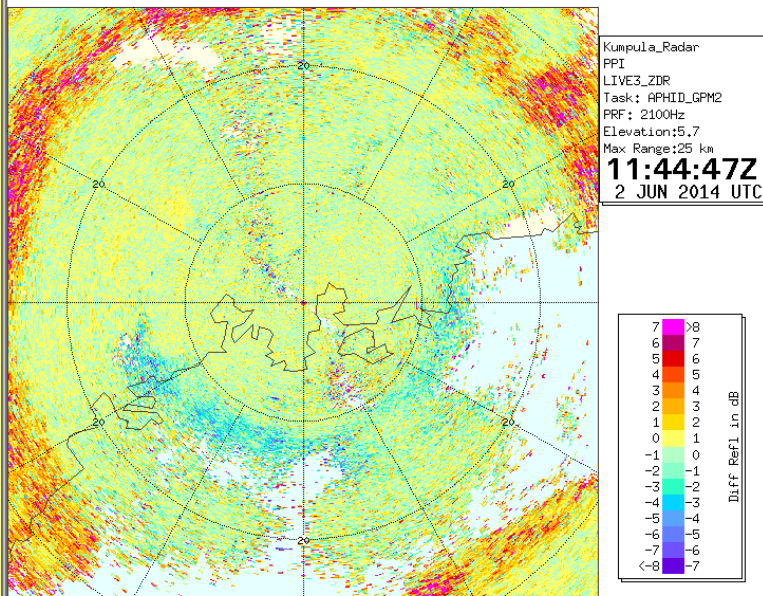 Kumpula_Radar
PPI
LIVE3_ZDR
Task: APHID_GPM2
PRF: 2100Hz
Elevation:5.7
Max Range:25 km
11:44:47Z
2 JUN 2014 UTC
20
20
20
20
20
20
7 >8
6 7
5 6
4 5
3 4
2 3
1 2
0 1
-1 0
-2 -1
-3 -2
-4 -3
-5 -4
-6 -5
-7 -6
<-8 -7
Diff Refl in dB